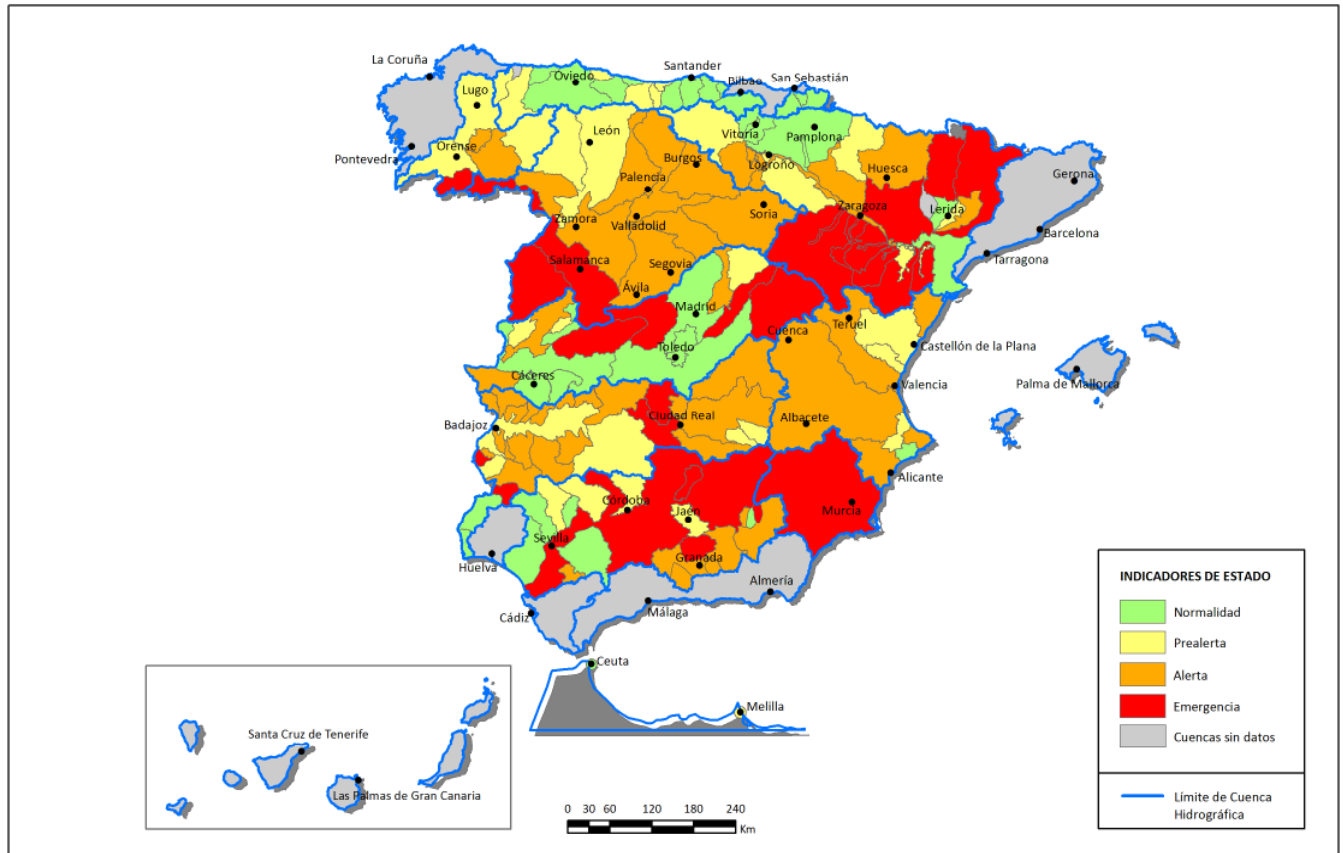 La Coruña
Lugo
Oviedo
Santander
Bilbao
San Sebastián
Pontevedra
Orense
León
Vitoria
Pamplona
Burgos
Logroño
Huesca
Gerona
Palencia
Zamora
Valladolid
Soria
Zaragoza
Lerida
Barcelona
Tarragona
Salamanca
Segovia
Ávila
Madrid
Teruel
Cuenca
Castellón de la Plana
Toledo
Cáceres
Valencia
Palma de Mallorca
Badajoz
Ciudad Real
Albacete
Alicante
Córdoba
Jaén
Murcia
Sevilla
Huelva
Granada
Almería
Cádiz
Málaga
Ceuta
Melilla
Santa Cruz de Tenerife
Las Palmas de Gran Canaria
0 30 60 120 180 240
Km
INDICADORES DE ESTADO
Normalidad
Prealerta
Alerta
Emergencia
Cuencas sin datos
Límite de Cuenca
Hidrográfica